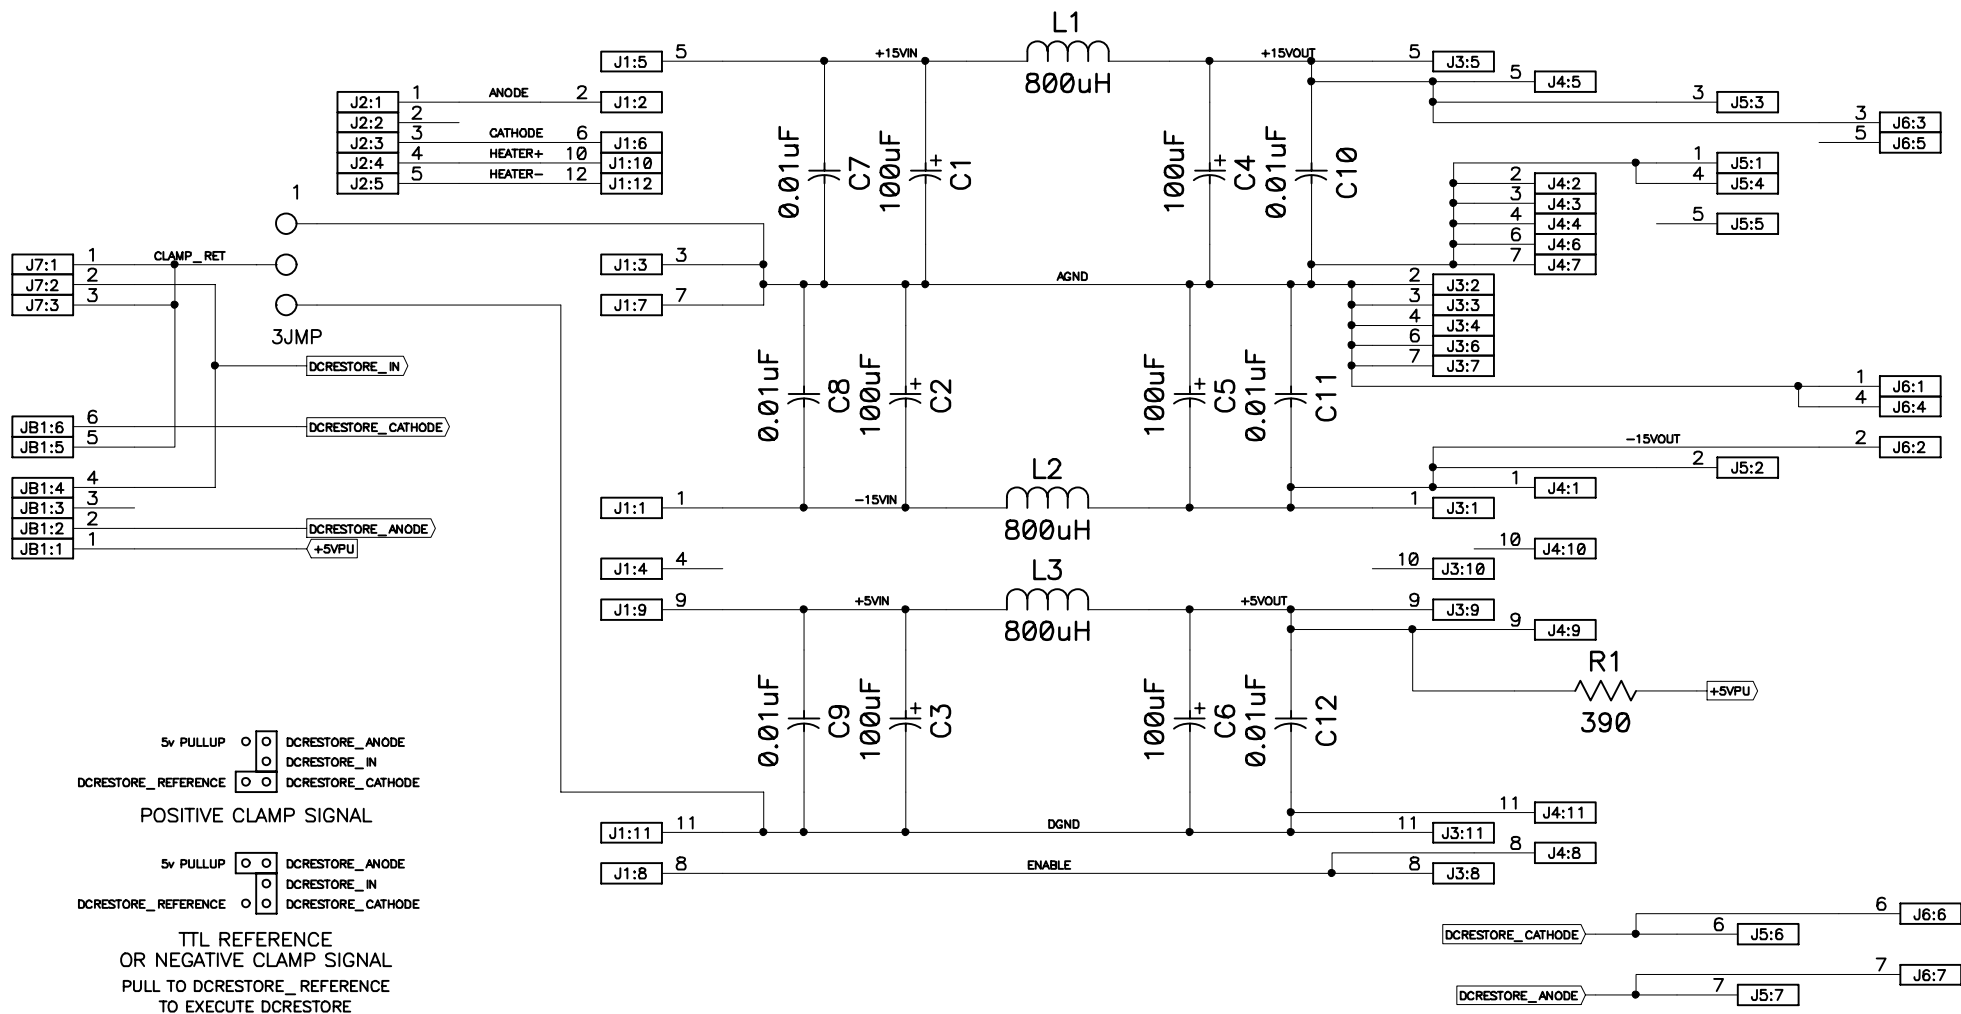 L1
J1:5 5 +15VIN 800uH +15VOUT 5 J3:5
5 J4:5
J2:1 1 ANODE 2 J1:2
3 J5:3
J2:2 2
3 J6:3
J2:3 3 CATHODE 6 J1:6
5 J6:5
J2:4 4 HEATER+ 10 J1:10
1 J5:1
J2:5 5 HEATER- 12 J1:12
4 J5:4
0.01uF C7 100uF + C1 100uF + C4 0.01uF C10
2 J4:2
3 J4:3
4 J4:4
5 J5:5
6 J4:6
7 J4:7
1
J7:1 1 CLAMP_RET
J7:2 2
J7:3 3
3JMP
J1:3 3
J1:7 7
AGND
2 J3:2
3 J3:3
4 J3:4
6 J3:6
7 J3:7
DCRESTORE_IN
1 J6:1
4 J6:4
0.01uF C8 100uF + C2 100uF + C5 0.01uF C11
JB1:6 6 DCRESTORE_CATHODE
JB1:5 5
-15VOUT 2 J6:2
2 J5:2
JB1:4 4
JB1:3 3
JB1:2 2 DCRESTORE_ANODE
JB1:1 1 +5VPU
L2
1 J4:1
J1:1 1 -15VIN 800uH 1 J3:1
10 J4:10
J1:4 4
10 J3:10
L3
J1:9 9 +5VIN 800uH +5VOUT 9 J3:9
9 J4:9
R1
390
+5VPU
0.01uF C9 100uF + C3 100uF + C6 0.01uF C12
5v PULLUP DCRESTORE_ANODE
DCRESTORE_IN
DCRESTORE_REFERENCE DCRESTORE_CATHODE
POSITIVE CLAMP SIGNAL
11 J4:11
J1:11 11 DGND 11 J3:11
8 J4:8
J1:8 8 ENABLE 8 J3:8
5v PULLUP DCRESTORE_ANODE
DCRESTORE_IN
DCRESTORE_REFERENCE DCRESTORE_CATHODE
TTL REFERENCE
OR NEGATIVE CLAMP SIGNAL
PULL TO DCRESTORE_REFERENCE
TO EXECUTE DCRESTORE
6 J6:6
DCRESTORE_CATHODE 6 J5:6
7 J6:7
DCRESTORE_ANODE 7 J5:7